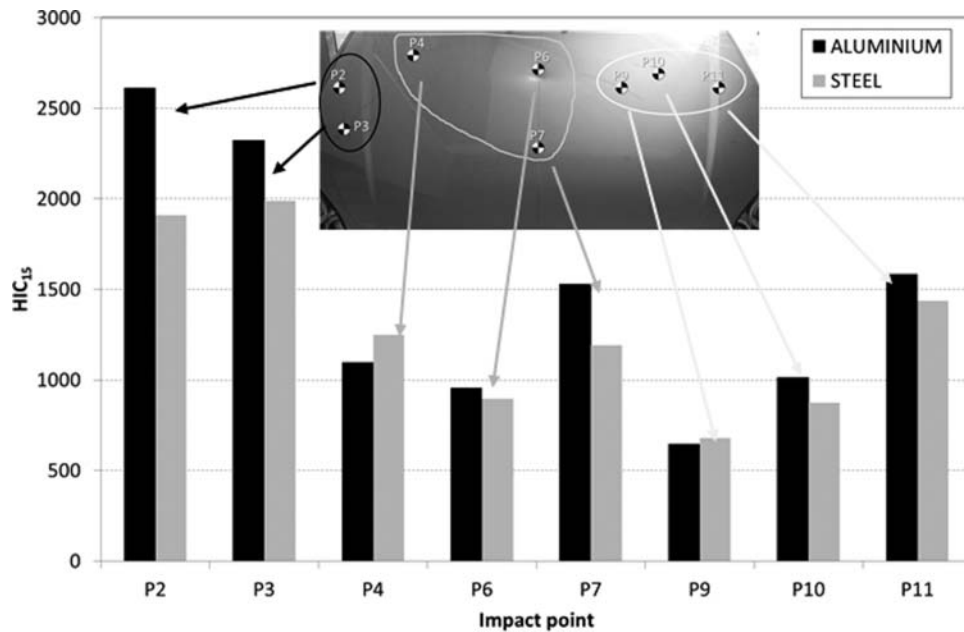 3000
2500
2000
1500
1000
500
0
HIC15
ALUMINIUM
STEEL
P4
P6
P10
P2
P9
P11
P3
P7
P2 P3 P4 P6 P7 P9 P10 P11
Impact point